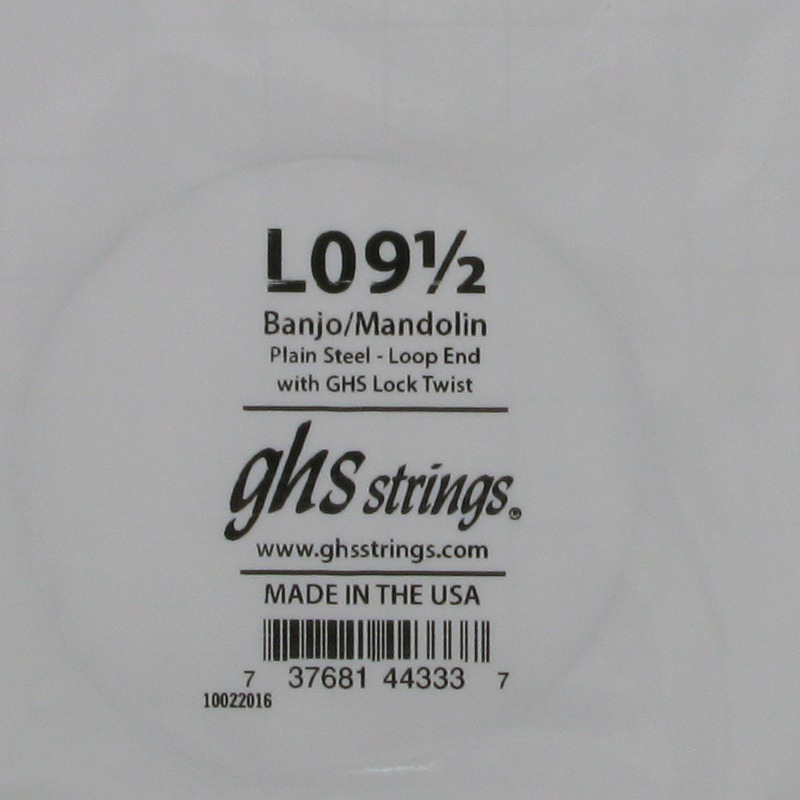 L09½
Banjo/Mandolin
Plain Steel - Loop End
with GHS Lock Twist
ghs strings®
www.ghsstrings.com
MADE IN THE USA
7 37681 44333 7
10022016